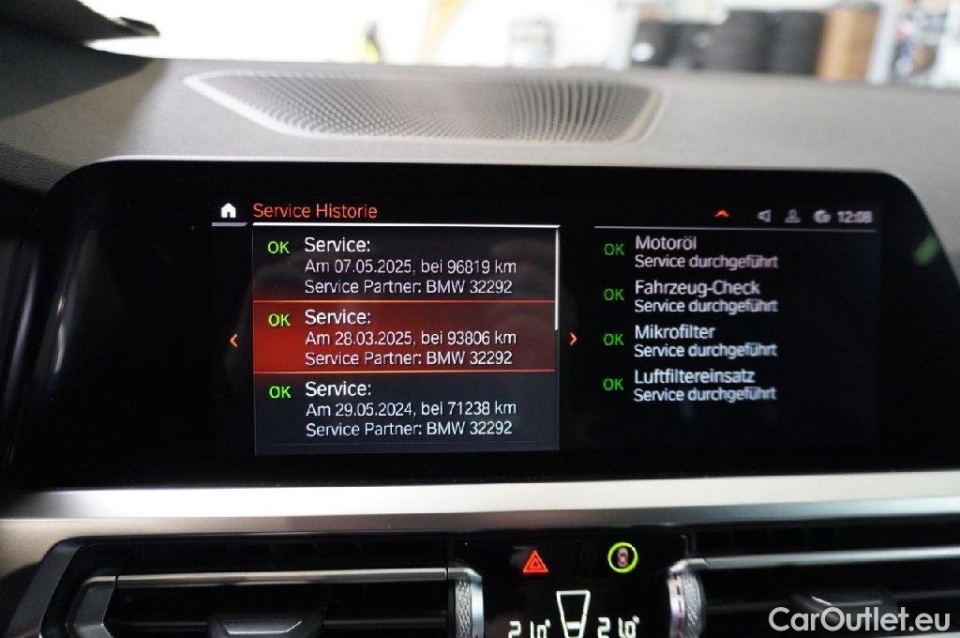 Service Historie
12:08
OK Service:
Am 07.05.2025, bei 96819 km
Service Partner: BMW 32292
OK Service:
Am 28.03.2025, bei 93806 km
Service Partner: BMW 32292
OK Service:
Am 29.05.2024, bei 71238 km
Service Partner: BMW 32292
OK Motoröl
Service durchgeführt
OK Fahrzeug-Check
Service durchgeführt
OK Mikrofilter
Service durchgeführt
OK Luftfiltereinsatz
Service durchgeführt
CarOutlet.eu